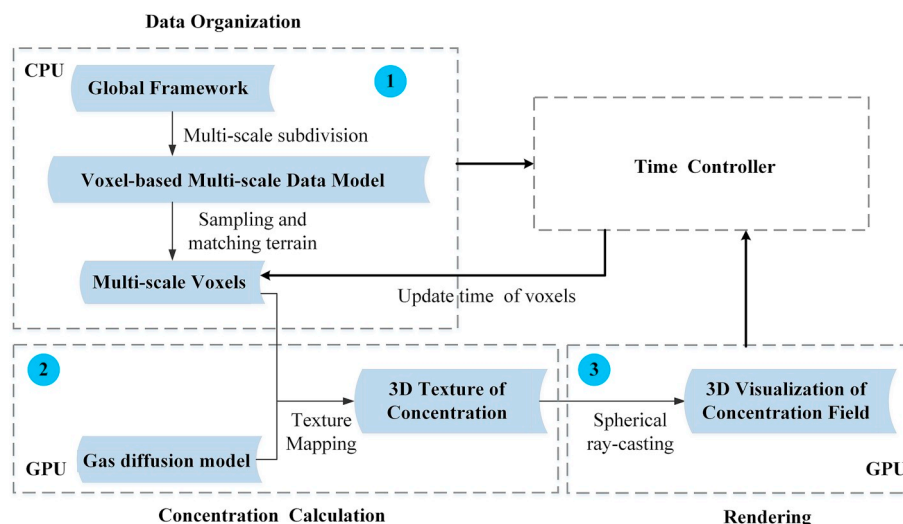 Data Organization
CPU
1
Global Framework
Multi-scale subdivision
Voxel-based Multi-scale Data Model
Time Controller
Sampling and
matching terrain
Multi-scale Voxels
Update time of voxels
2
3
3D Texture of
Concentration
3D Visualization of
Concentration Field
Texture
Mapping
Spherical
ray-casting
Gas diffusion model
GPU
GPU
Concentration Calculation
Rendering